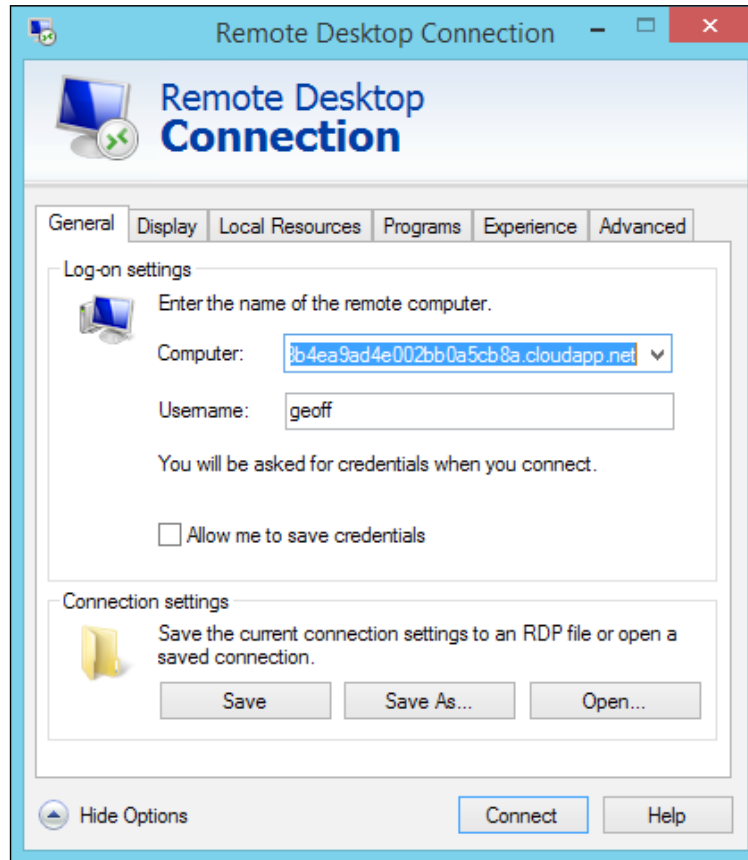 Remote Desktop Connection
Remote Desktop
Connection
General Display Local Resources Programs Experience Advanced
Log-on settings
Enter the name of the remote computer.
Computer: b4ea9ad4e002bb0a5cb8a.cloudapp.net
Username: geoff
You will be asked for credentials when you connect.
Allow me to save credentials
Connection settings
Save the current connection settings to an RDP file or open a
saved connection.
Save Save As... Open...
Hide Options Connect Help